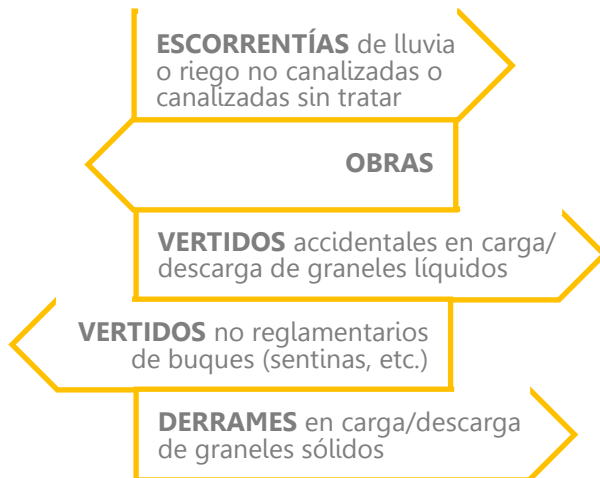 ESCORRENTÍAS de lluvia
o riego no canalizadas o
canalizadas sin tratar
OBRAS
VERTIDOS accidentales en carga/
descarga de graneles líquidos
VERTIDOS no reglamentarios
de buques (sentinas, etc.)
DERRAMES en carga/descarga
de graneles sólidos